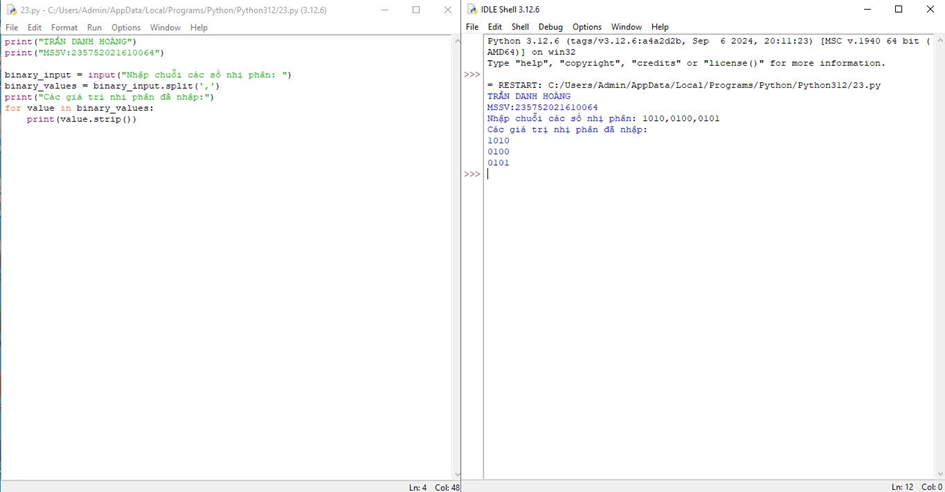 23.py - C:/Users/Admin/AppData/Local/Programs/Python/Python312/23.py (3.12.6)
File Edit Format Run Options Window Help
print("TRẦN DANH HOÀNG")
print("MSSV:235752021610064")
binary_input = input("Nhập chuỗi các số nhị phân: ")
binary_values = binary_input.split(',')
print("Các giá trị nhị phân đã nhập:")
for value in binary_values:
    print(value.strip())
Ln: 4 Col: 48
IDLE Shell 3.12.6
File Edit Shell Debug Options Window Help
Python 3.12.6 (tags/v3.12.6:a4a2d2b, Sep  6 2024, 20:11:23) [MSC v.1940 64 bit (
AMD64)] on win32
Type "help", "copyright", "credits" or "license()" for more information.
>>>
= RESTART: C:/Users/Admin/AppData/Local/Programs/Python/Python312/23.py
TRẦN DANH HOÀNG
MSSV:235752021610064
Nhập chuỗi các số nhị phân: 1010,0100,0101
Các giá trị nhị phân đã nhập:
1010
0100
0101
>>>
Ln: 12 Col: 0